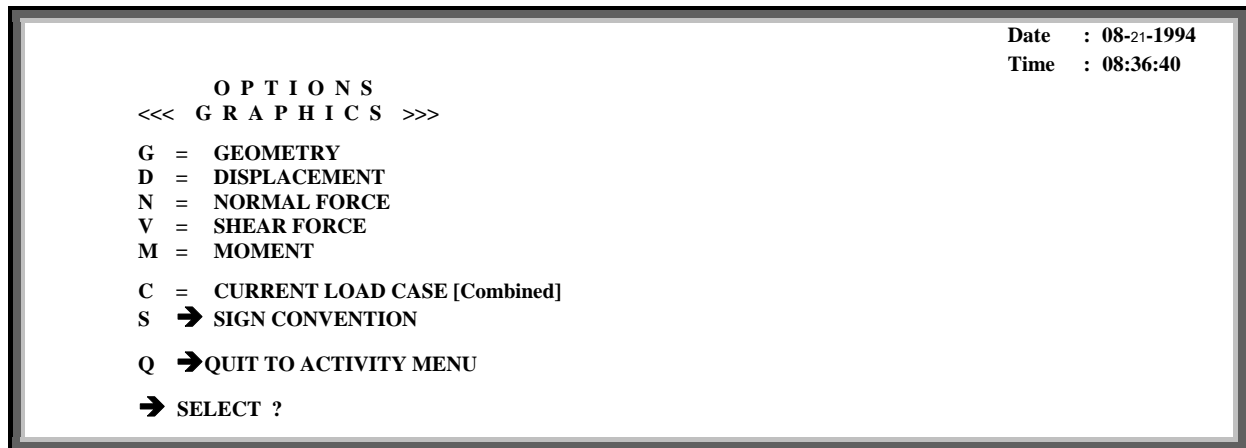 Date : 08-21-1994
Time : 08:36:40
O P T I O N S
<<< G R A P H I C S >>>
G = GEOMETRY
D = DISPLACEMENT
N = NORMAL FORCE
V = SHEAR FORCE
M = MOMENT
C = CURRENT LOAD CASE [Combined]
S ➔ SIGN CONVENTION
Q ➔QUIT TO ACTIVITY MENU
➔ SELECT ?